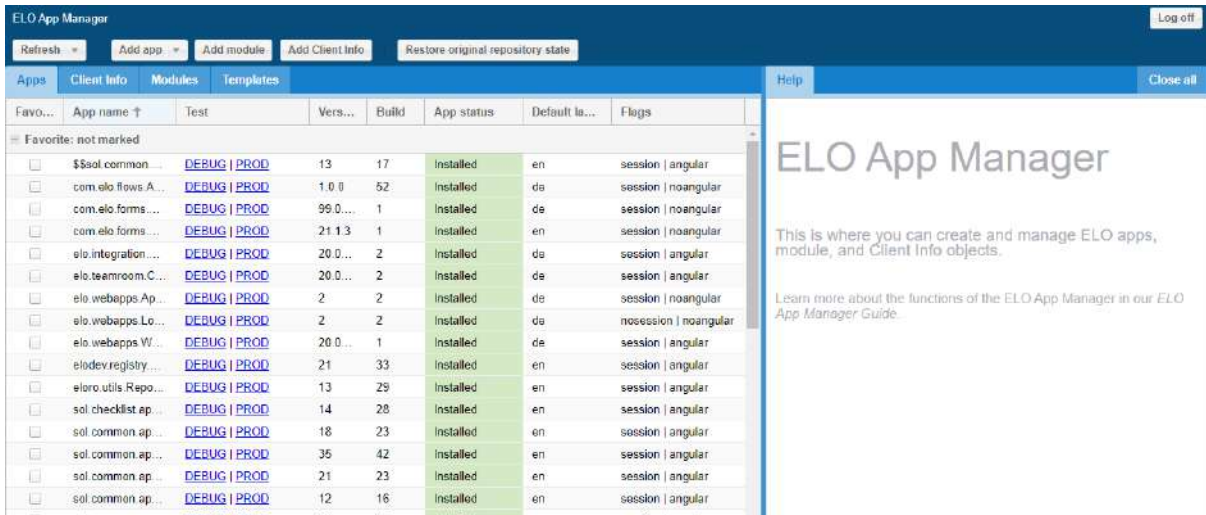 ELO App Manager
Log off
Refresh Add app Add module Add Client Info Restore original repository state
Apps Client Info Modules Templates
Help Close all
Favo... App name Test Vers... Build App status Default la... Flags
Favorite: not marked
$$sol.common.... DEBUG | PROD 13 17 Installed en session | angular
com.elo.flows.A... DEBUG | PROD 1.0.0 52 Installed de session | noangular
com.elo.forms.... DEBUG | PROD 99.0.... 1 Installed de session | noangular
com.elo.forms.... DEBUG | PROD 21.1.3 1 Installed en session | noangular
elo.integration.... DEBUG | PROD 20.0... 2 Installed de session | angular
elo.teamroom.C... DEBUG | PROD 20.0... 2 Installed de session | angular
elo.webapps.Ap... DEBUG | PROD 2 2 Installed de session | noangular
elo.webapps.Lo... DEBUG | PROD 2 2 Installed de nosession | noangular
elo.webapps.W... DEBUG | PROD 20.0... 1 Installed de session | angular
elodev.registry.... DEBUG | PROD 21 33 Installed en session | angular
eloro.utils.Repo... DEBUG | PROD 13 29 Installed en session | angular
sol.checklist.ap... DEBUG | PROD 14 28 Installed en session | angular
sol.common.ap... DEBUG | PROD 18 23 Installed en session | angular
sol.common.ap... DEBUG | PROD 35 42 Installed en session | angular
sol.common.ap... DEBUG | PROD 21 23 Installed en session | angular
sol.common.ap... DEBUG | PROD 12 16 Installed en session | angular
ELO App Manager
This is where you can create and manage ELO apps,
module, and Client Info objects.
Learn more about the functions of the ELO App Manager in our ELO
App Manager Guide.